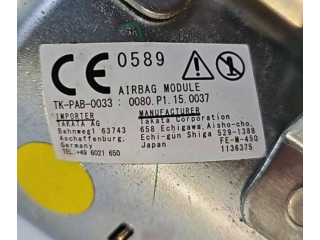 CE 0589
AIRBAG MODULE
TK-PAB-0033 : 0080.P1.15.0037
IMPORTER MANUFACTURER
TAKATA AG Takata Corporation
Bahnweg1 63743 658 Echigawa,Aisho-cho,
Aschaffenburg, Echi-gun Shiga 529-1388
Germany Japan FE-M-45Q
TEL:+49 6021 650 1136375